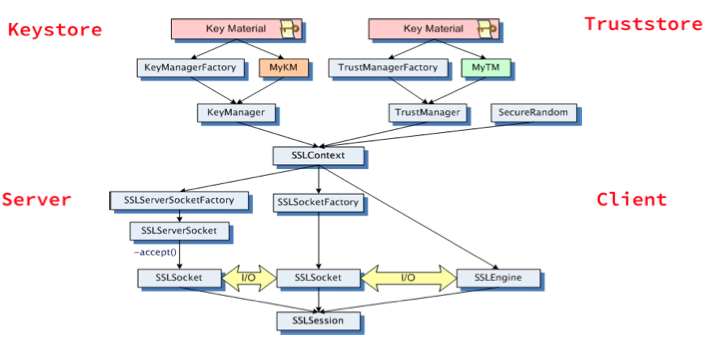 Keystore
Key Material
Key Material
Truststore
KeyManagerFactory
MyKM
TrustManagerFactory
MyTM
KeyManager
TrustManager
SecureRandom
SSLContext
Server
SSLServerSocketFactory
SSLSocketFactory
Client
SSLServerSocket
-accept()
SSLSocket
I/O
SSLSocket
I/O
SSLEngine
SSLSession